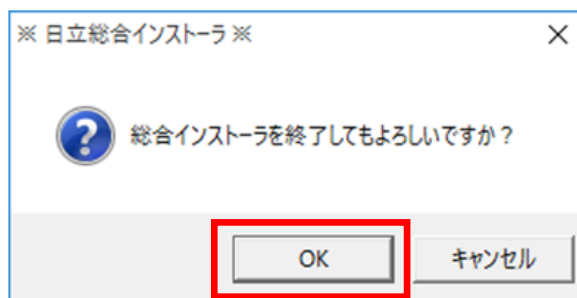 ※ 日立総合インストーラ ※
総合インストーラを終了してもよろしいですか？
OK
キャンセル